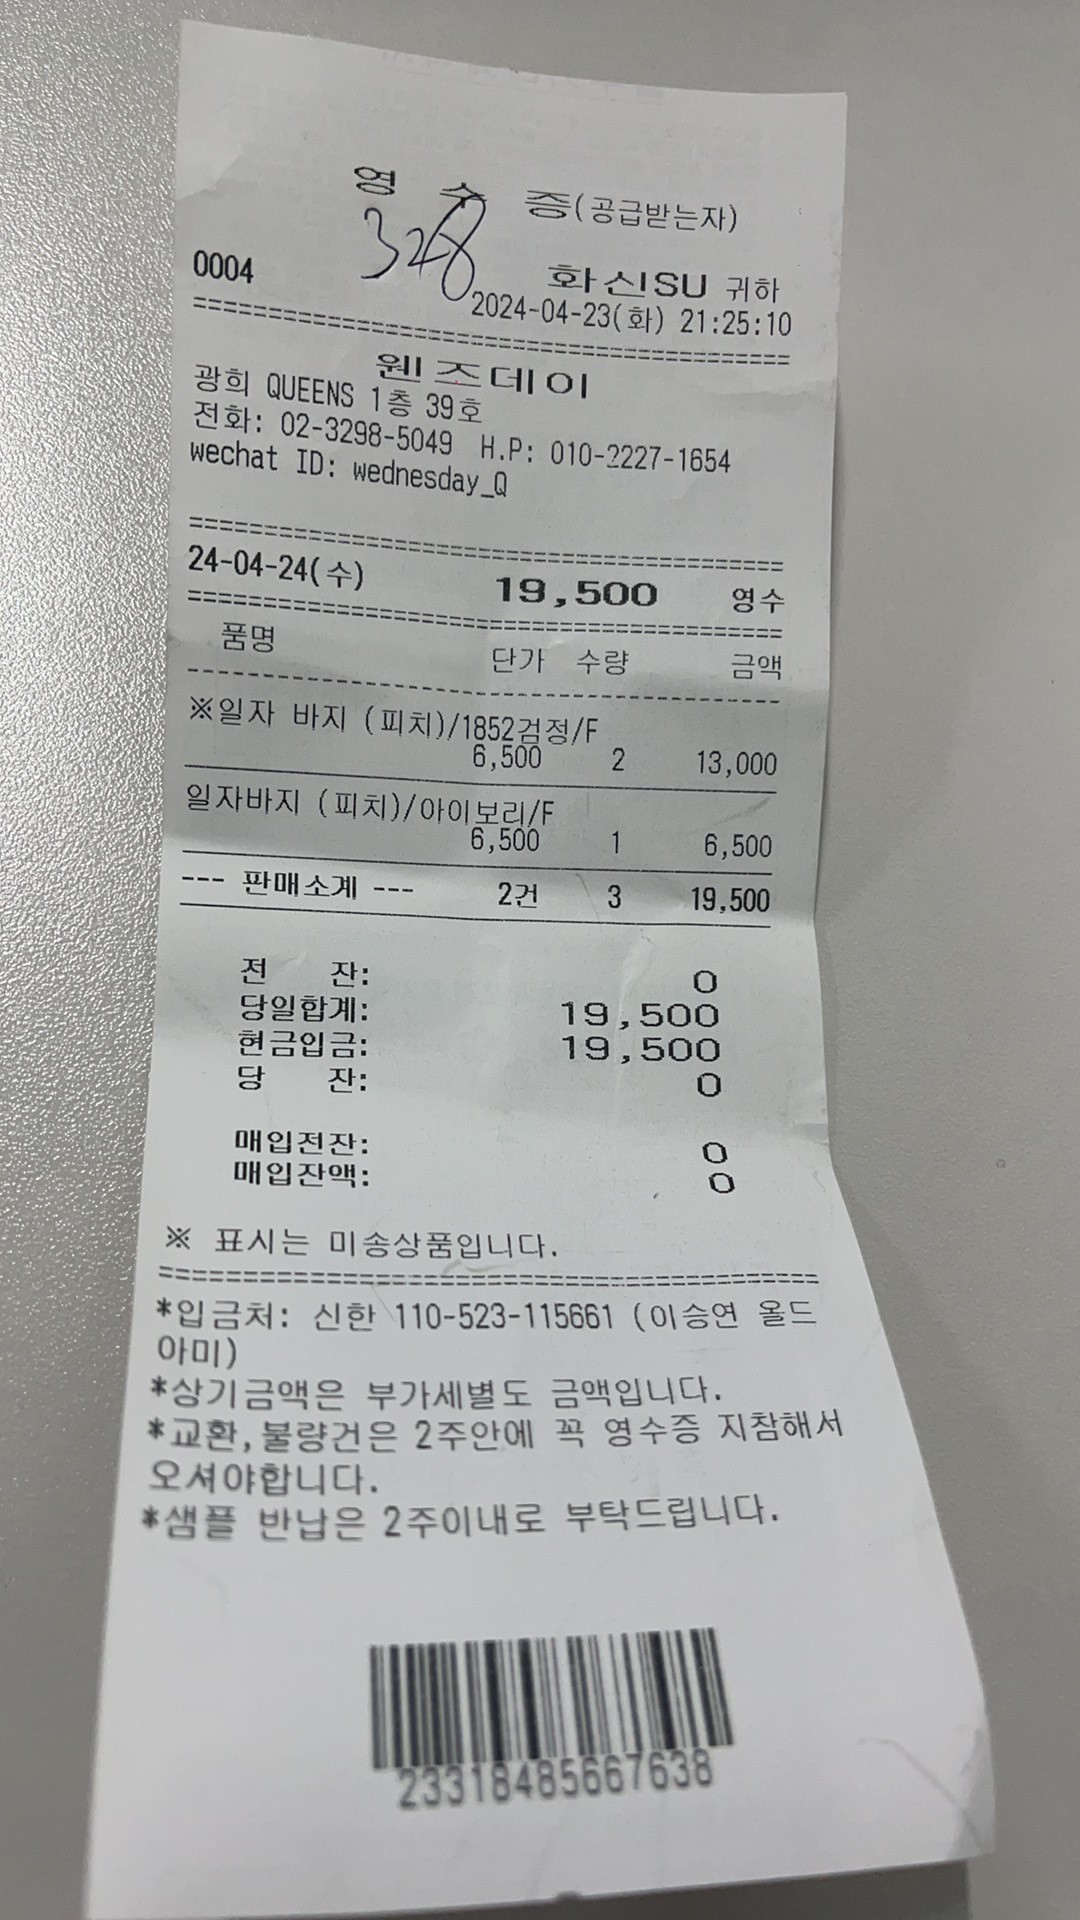 영 수 증(공급받는자)
328
0004 화신SU 귀하
2024-04-23(화) 21:25:10
========================================
웬즈데이
광희 QUEENS 1층 39호
전화: 02-3298-5049 H.P: 010-2227-1654
wechat ID: wednesday_Q
========================================
24-04-24(수) 19,500 영수
========================================
품명 단가 수량 금액
----------------------------------------
※일자 바지 (피치)/1852검정/F
6,500 2 13,000
일자바지 (피치)/아이보리/F
6,500 1 6,500
--- 판매소계 --- 2건 3 19,500
전 잔: 0
당일합계: 19,500
현금입금: 19,500
당 잔: 0
매입전잔: 0
매입잔액: 0
※ 표시는 미송상품입니다.
========================================
*입금처: 신한 110-523-115661 (이승연 올드
아미)
*상기금액은 부가세별도 금액입니다.
*교환,불량건은 2주안에 꼭 영수증 지참해서
오셔야합니다.
*샘플 반납은 2주이내로 부탁드립니다.
23318485667638